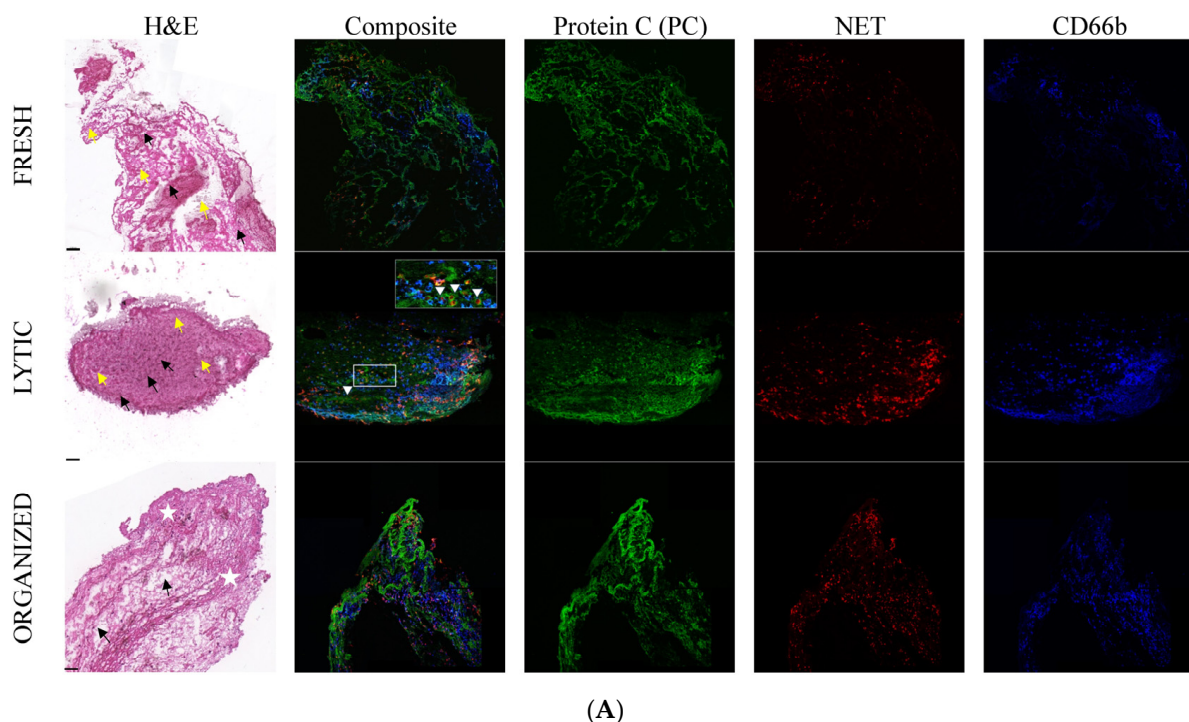 H&E Composite Protein C (PC) NET CD66b
FRESH
LYTIC
ORGANIZED
(A)